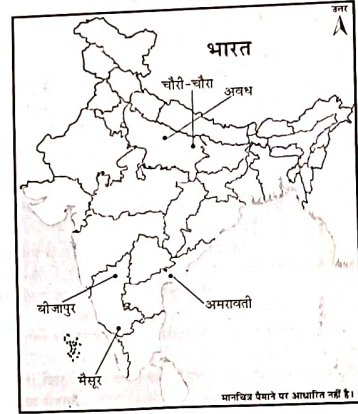 उत्तर
भारत
चौरी-चौरा
अवध
बीजापुर
अमरावती
मैसूर
मानचित्र पैमाने पर आधारित नहीं है।